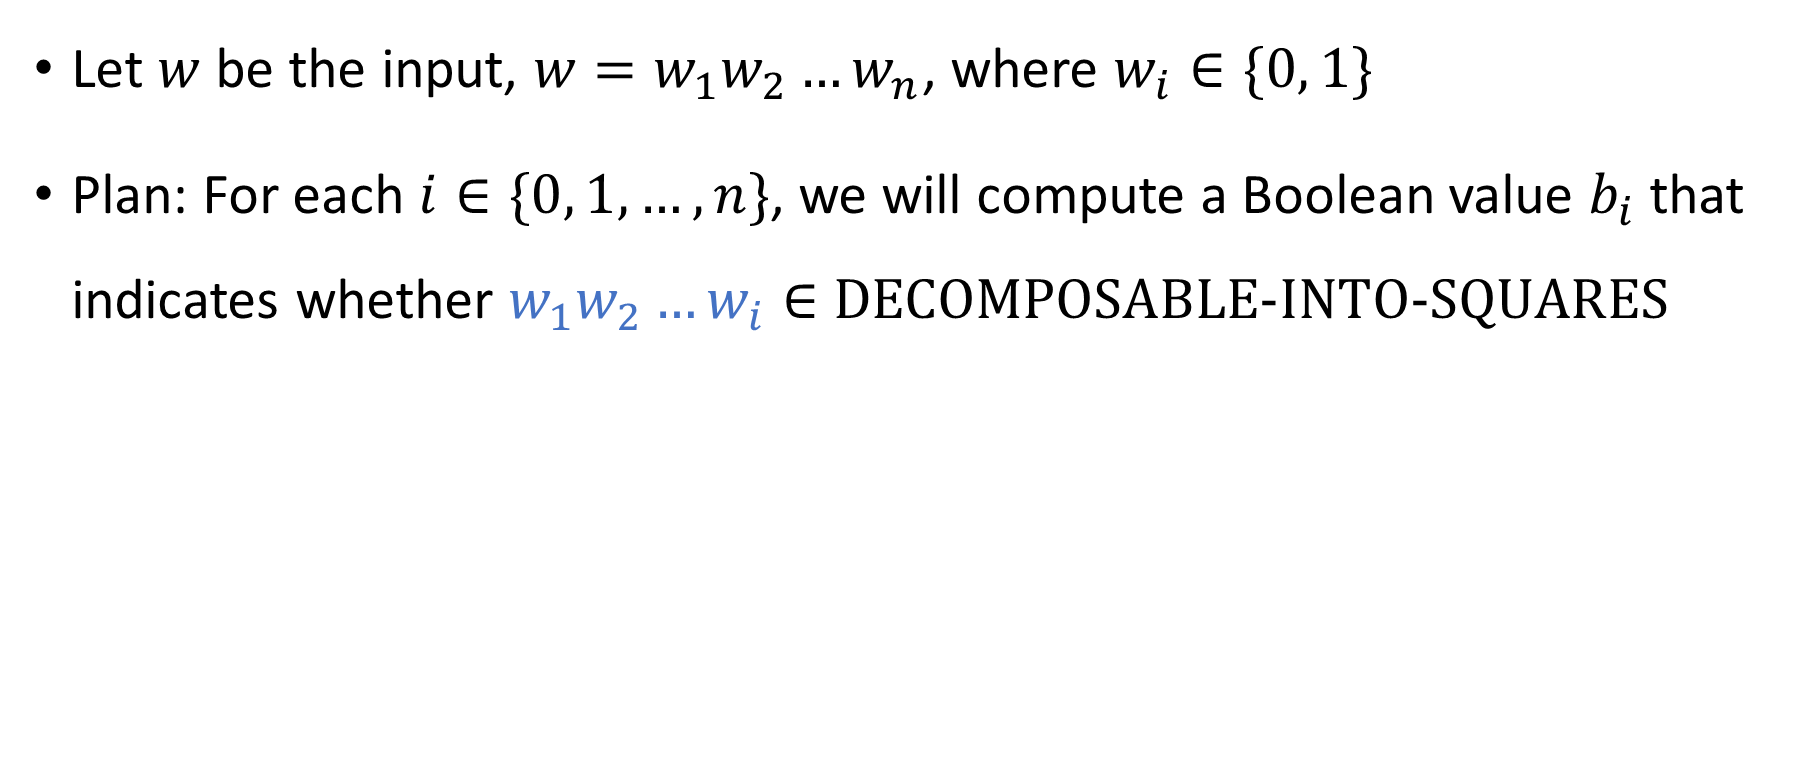 • Let 𝑤 be the input, 𝑤 = 𝑤₁𝑤₂ … 𝑤ₙ, where 𝑤ᵢ ∈ {0, 1}
• Plan: For each 𝑖 ∈ {0, 1, … , 𝑛}, we will compute a Boolean value 𝑏ᵢ that
indicates whether 𝑤₁𝑤₂ … 𝑤ᵢ ∈ DECOMPOSABLE-INTO-SQUARES